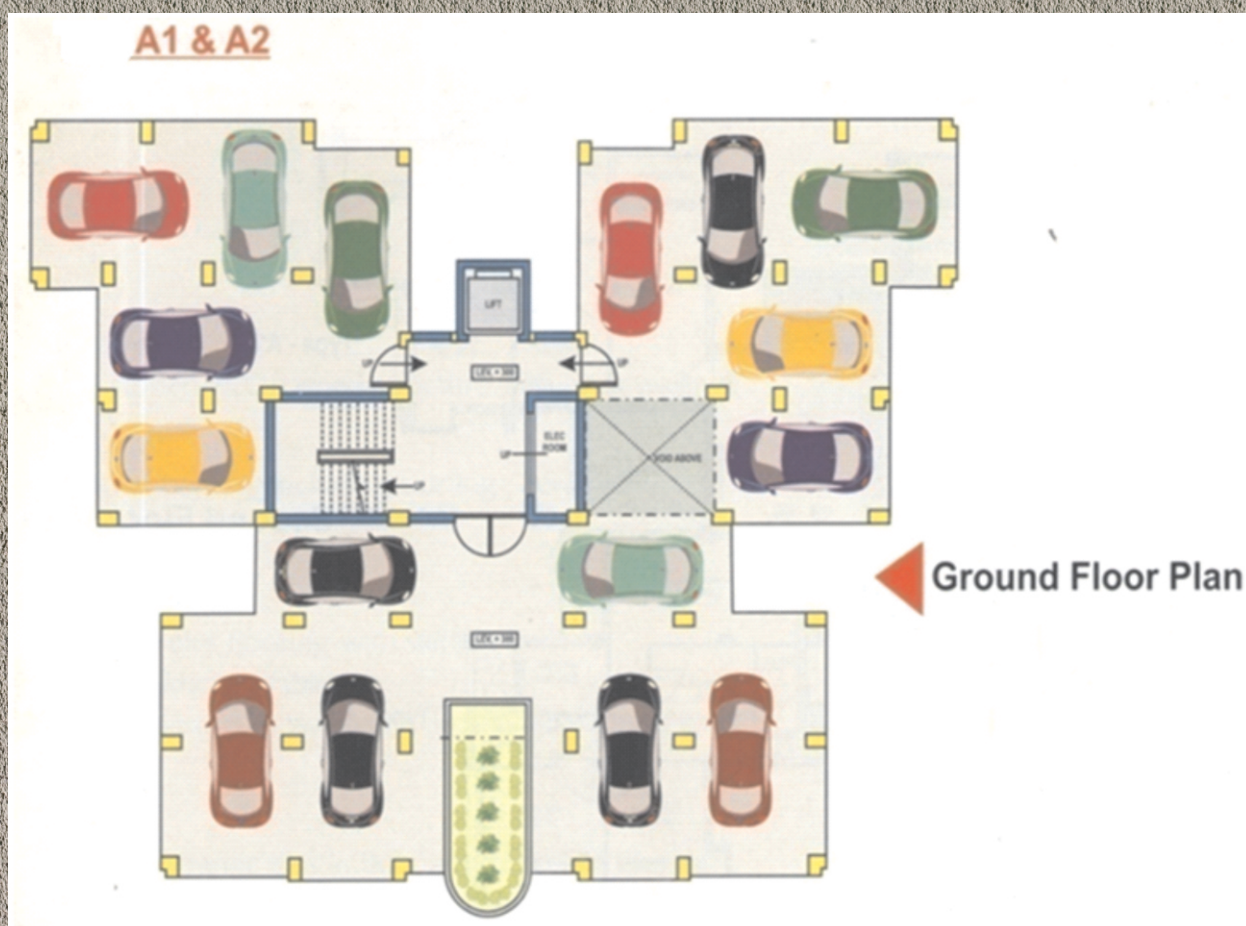 A1 & A2
LIFT
UP
UP
ELEC
ROOM
UP
VOID ABOVE
UP
Ground Floor Plan